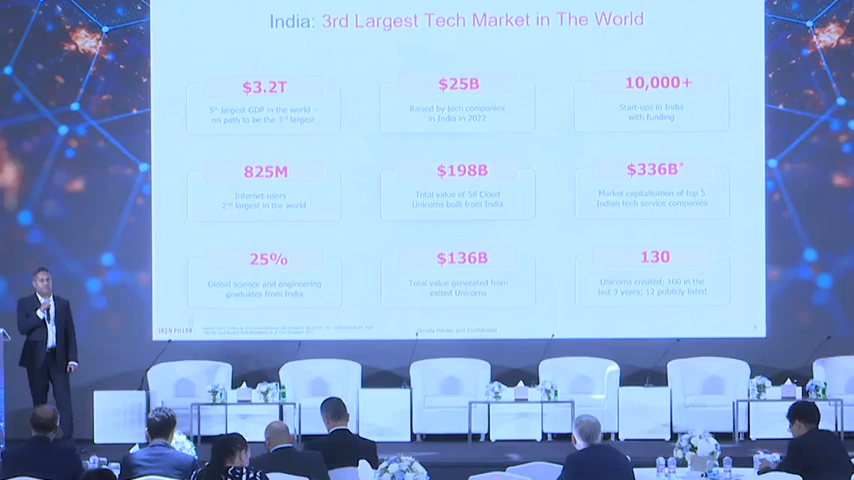 India: 3rd Largest Tech Market in The World
$3.2T
5th largest GDP in the world –
on path to be the 3rd largest
$25B
Raised by tech companies
in India in 2022
10,000+
Start-ups in India
with funding
825M
Internet users –
2nd largest in the world
$198B
Total value of 58 Cloud
Unicorns built from India
$336B*
Market capitalisation of top 5
Indian tech service companies
25%
Global science and engineering
graduates from India
$136B
Total value generated from
exited Unicorns
130
Unicorns created; 100 in the
last 3 years; 12 publicly listed
IRON PILLAR
Strictly Private and Confidential